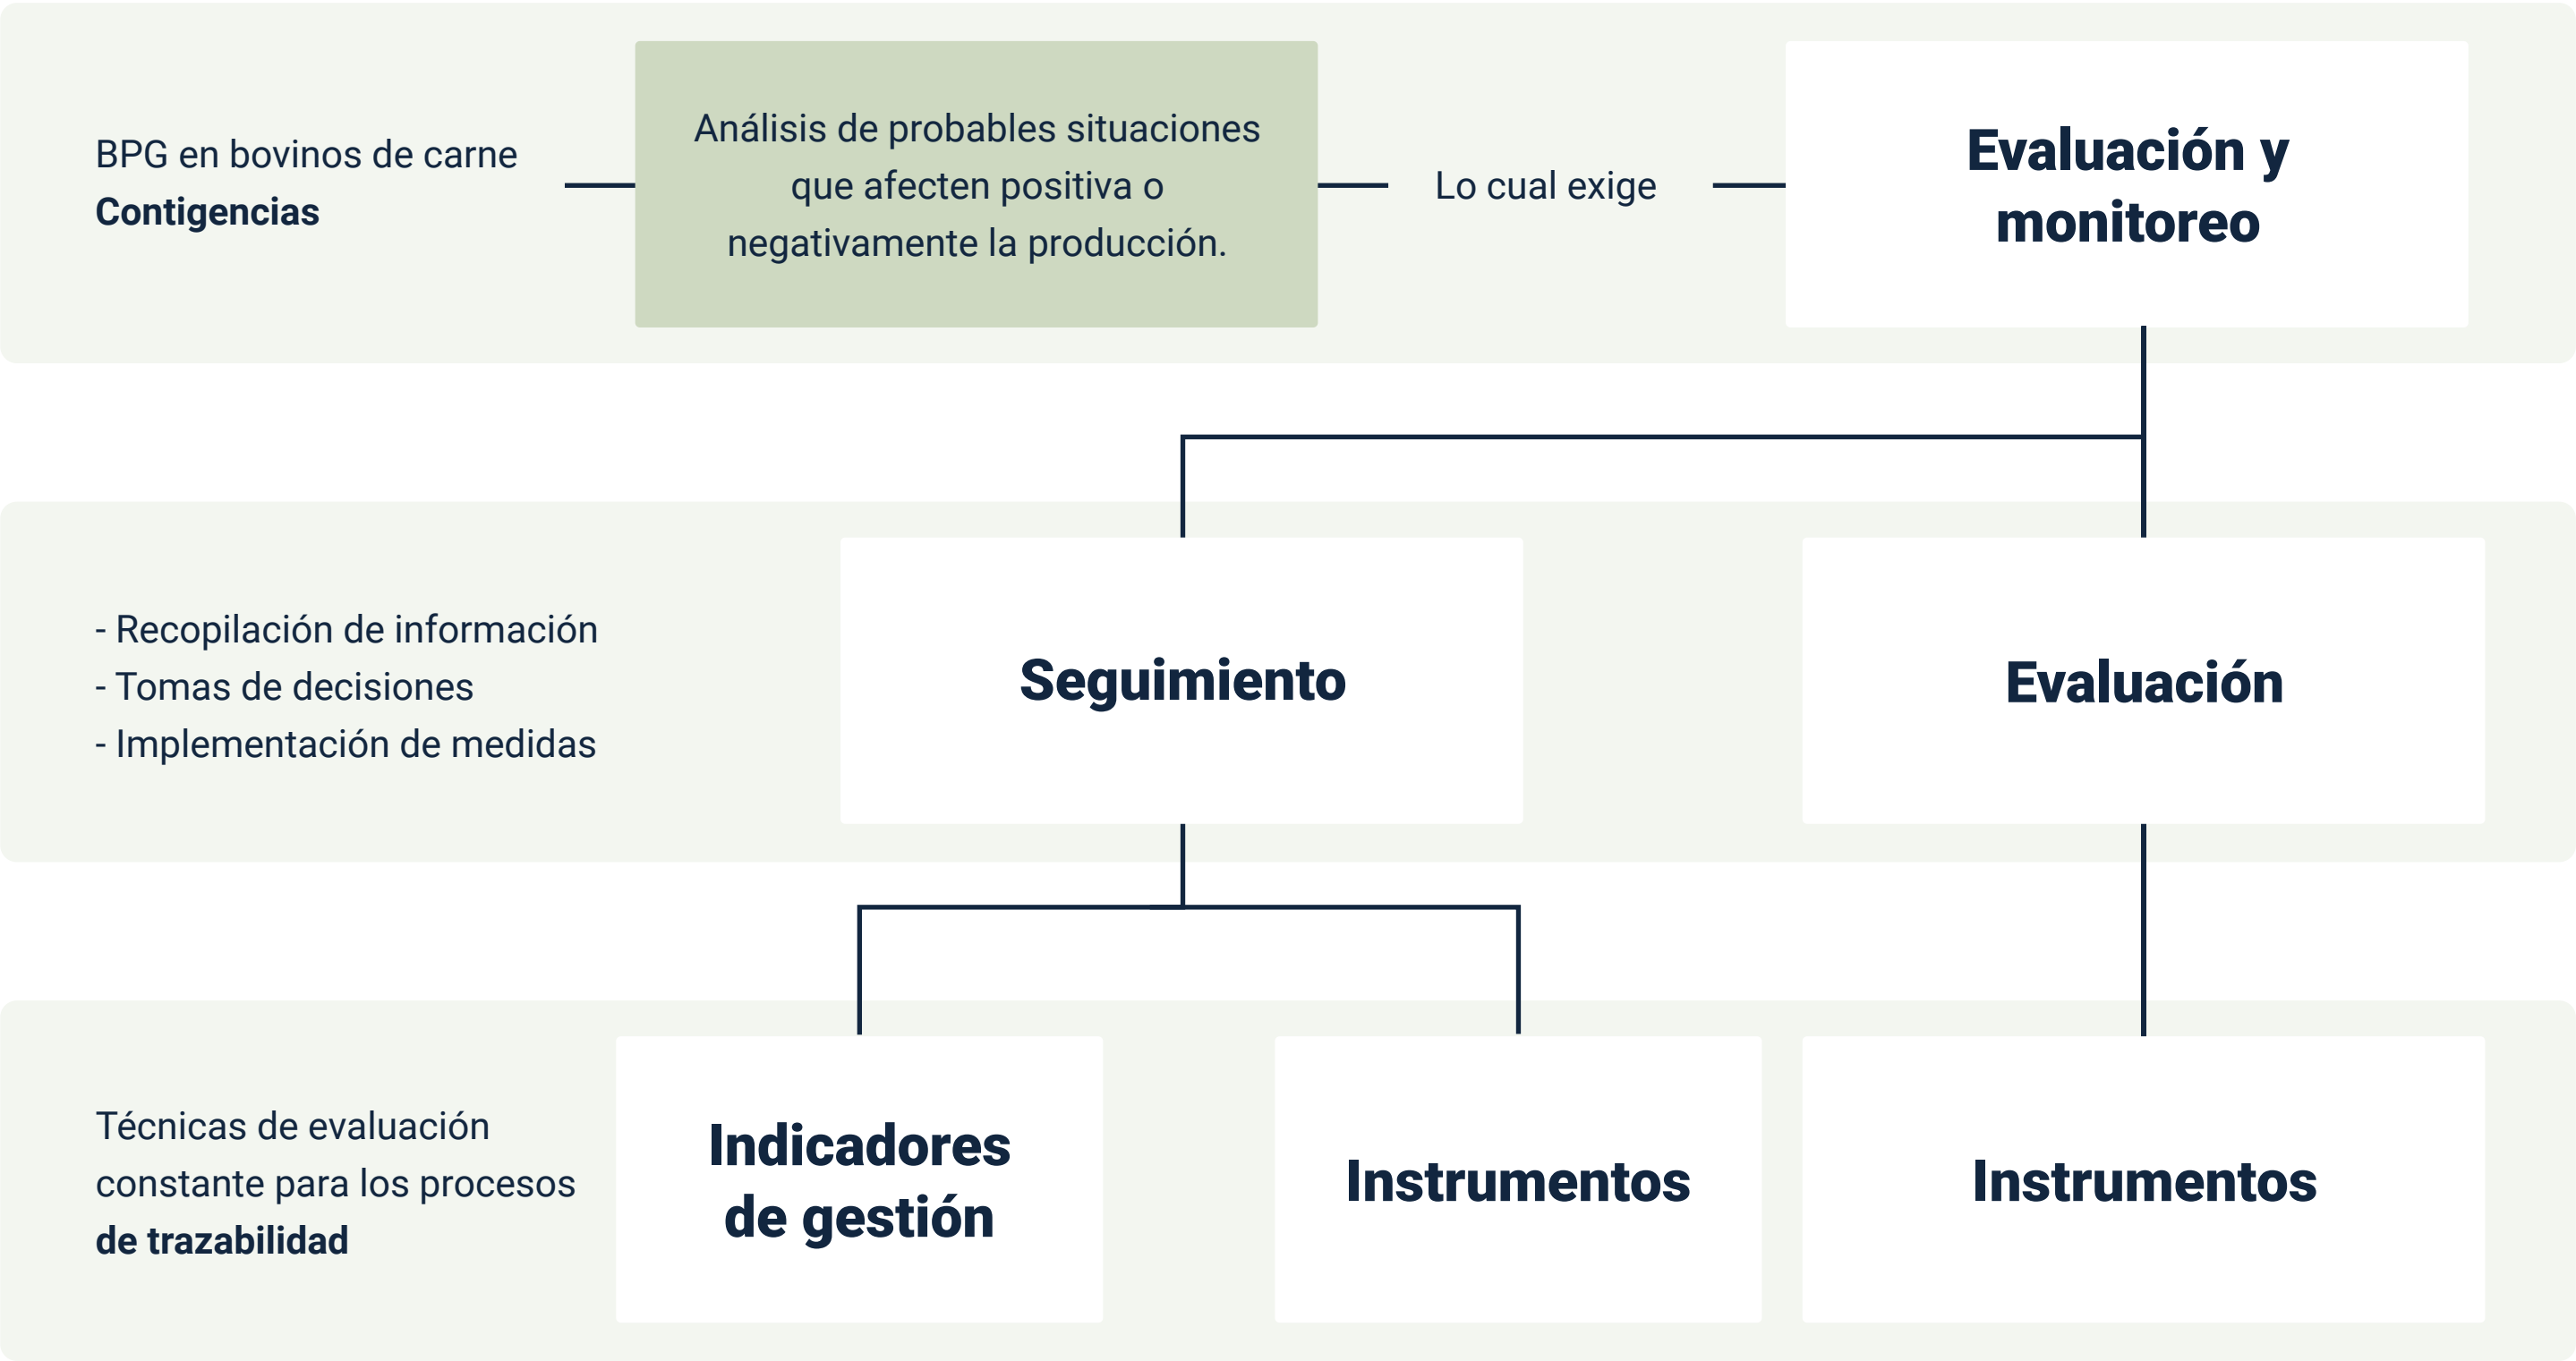 BPG en bovinos de carne
Contigencias
Análisis de probables situaciones
que afecten positiva o
negativamente la producción.
Lo cual exige
Evaluación y
monitoreo
- Recopilación de información
- Tomas de decisiones
- Implementación de medidas
Seguimiento
Evaluación
Técnicas de evaluación
constante para los procesos
de trazabilidad
Indicadores
de gestión
Instrumentos
Instrumentos